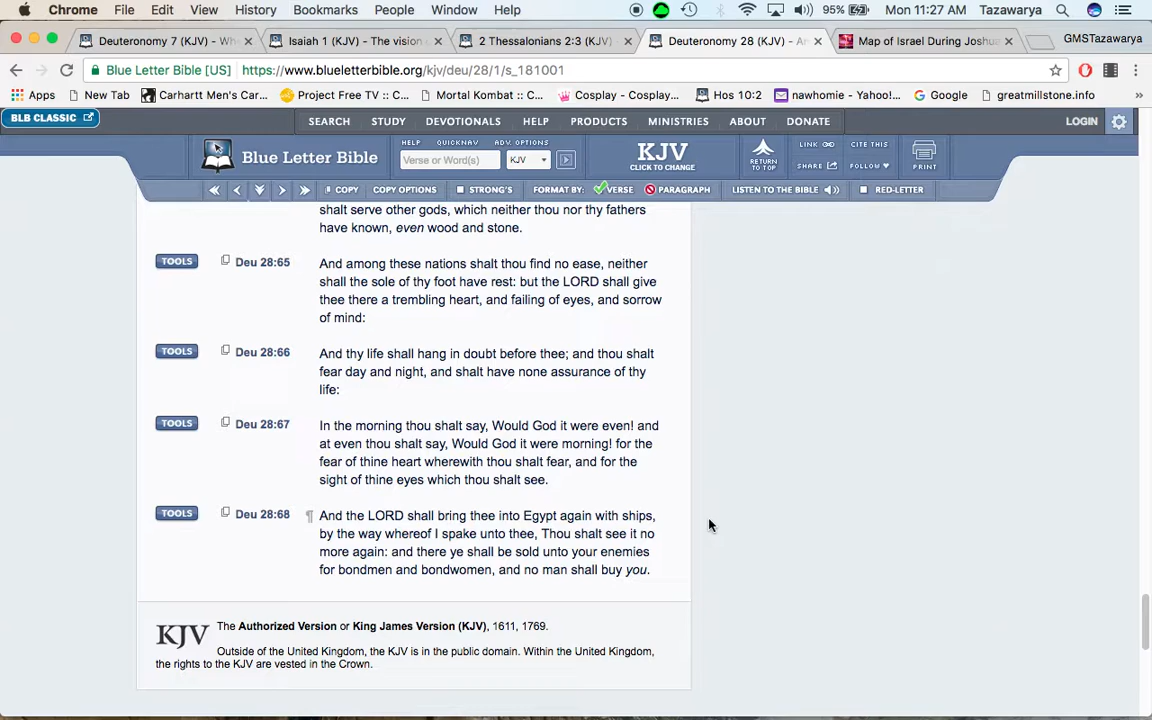 Chrome File Edit View History Bookmarks People Window Help 95% Mon 11:27 AM Tazawarya
Deuteronomy 7 (KJV) - Wh Isaiah 1 (KJV) - The vision 2 Thessalonians 2:3 (KJV) Deuteronomy 28 (KJV) - An Map of Israel During Joshu GMSTazawarya
Blue Letter Bible [US] https://www.blueletterbible.org/kjv/deu/28/1/s_181001
Apps New Tab Carhartt Men's Car... Project Free TV :: C... Mortal Kombat :: C... Cosplay - Cosplay... Hos 10:2 nawhomie - Yahoo!... Google greatmillstone.info »
BLB CLASSIC SEARCH STUDY DEVOTIONALS HELP PRODUCTS MINISTRIES ABOUT DONATE LOGIN
HELP QUICKNAV ADV. OPTIONS
Blue Letter Bible Verse or Word(s) KJV KJV CLICK TO CHANGE RETURN TO TOP LINK CITE THIS SHARE FOLLOW PRINT
COPY COPY OPTIONS STRONG'S FORMAT BY: VERSE PARAGRAPH LISTEN TO THE BIBLE RED-LETTER
shalt serve other gods, which neither thou nor thy fathers
have known, even wood and stone.
TOOLS Deu 28:65 And among these nations shalt thou find no ease, neither
shall the sole of thy foot have rest: but the LORD shall give
thee there a trembling heart, and failing of eyes, and sorrow
of mind:
TOOLS Deu 28:66 And thy life shall hang in doubt before thee; and thou shalt
fear day and night, and shalt have none assurance of thy
life:
TOOLS Deu 28:67 In the morning thou shalt say, Would God it were even! and
at even thou shalt say, Would God it were morning! for the
fear of thine heart wherewith thou shalt fear, and for the
sight of thine eyes which thou shalt see.
TOOLS Deu 28:68 ¶ And the LORD shall bring thee into Egypt again with ships,
by the way whereof I spake unto thee, Thou shalt see it no
more again: and there ye shall be sold unto your enemies
for bondmen and bondwomen, and no man shall buy you.
KJV The Authorized Version or King James Version (KJV), 1611, 1769.
Outside of the United Kingdom, the KJV is in the public domain. Within the United Kingdom,
the rights to the KJV are vested in the Crown.